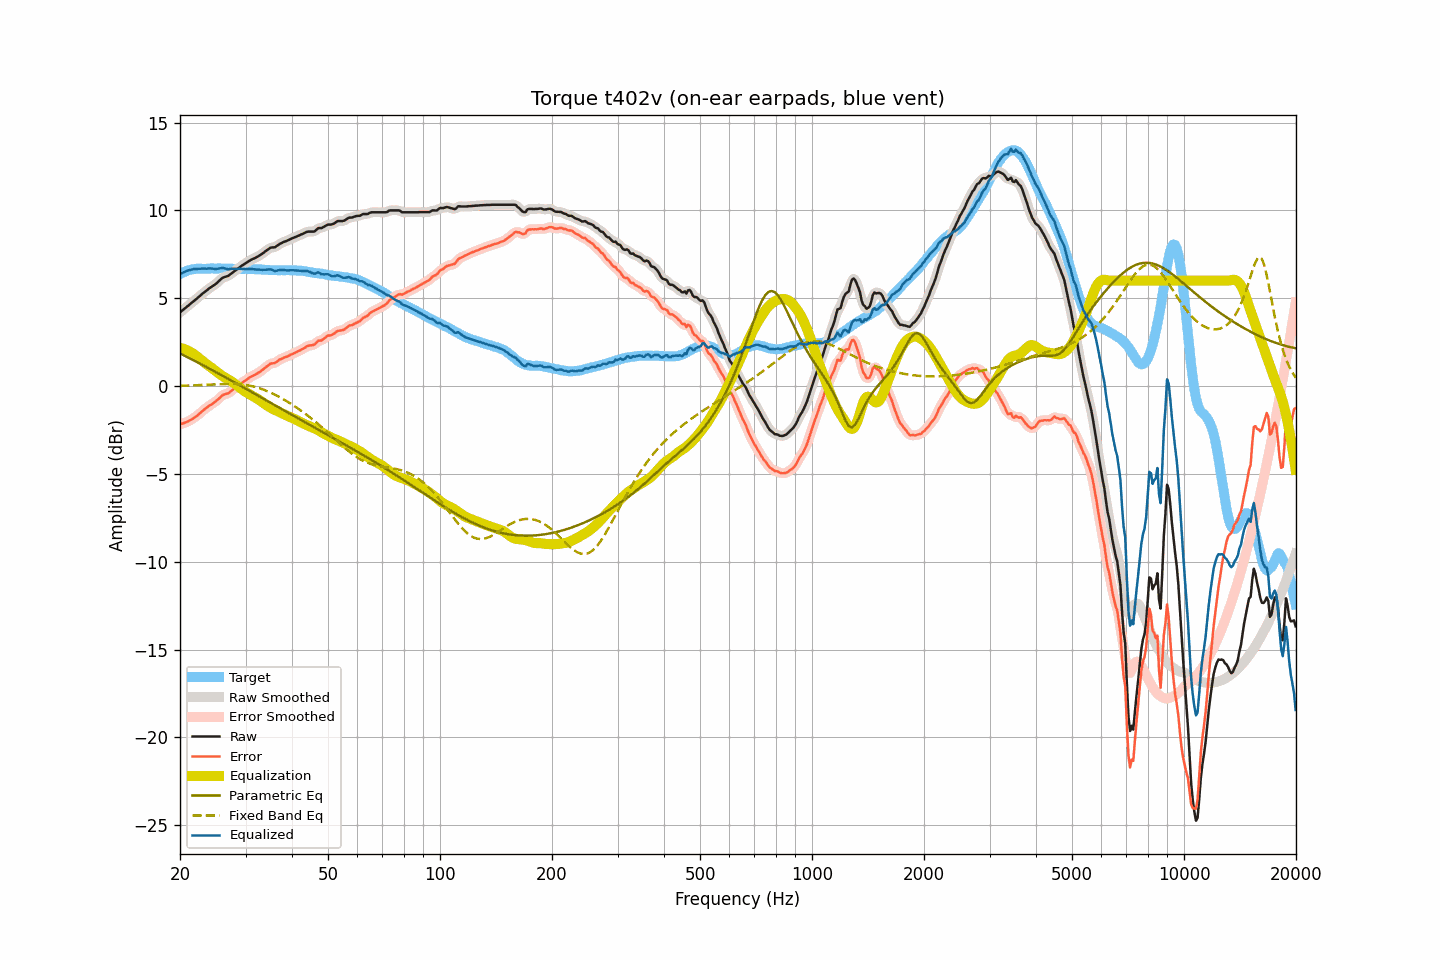 Torque t402v (on-ear earpads, blue vent)
15
10
5
0
−5
−10
−15
−20
−25
Amplitude (dBr)
Target
Raw Smoothed
Error Smoothed
Raw
Error
Equalization
Parametric Eq
Fixed Band Eq
Equalized
20 50 100 200 500 1000 2000 5000 10000 20000
Frequency (Hz)